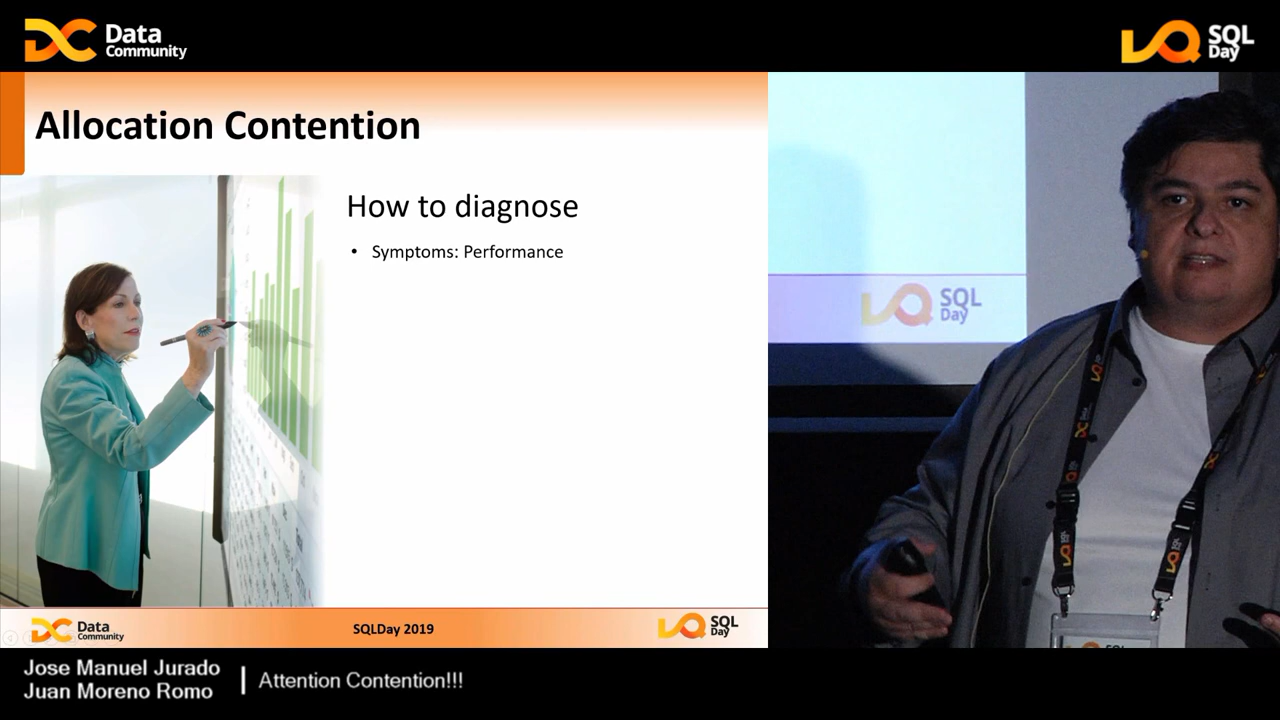 Data
Community
SQL
Day
Allocation Contention
How to diagnose
• Symptoms: Performance
SQL
Day
Data
Community
SQLDay 2019
SQL
Day
Jose Manuel Jurado
Juan Moreno Romo
Attention Contention!!!